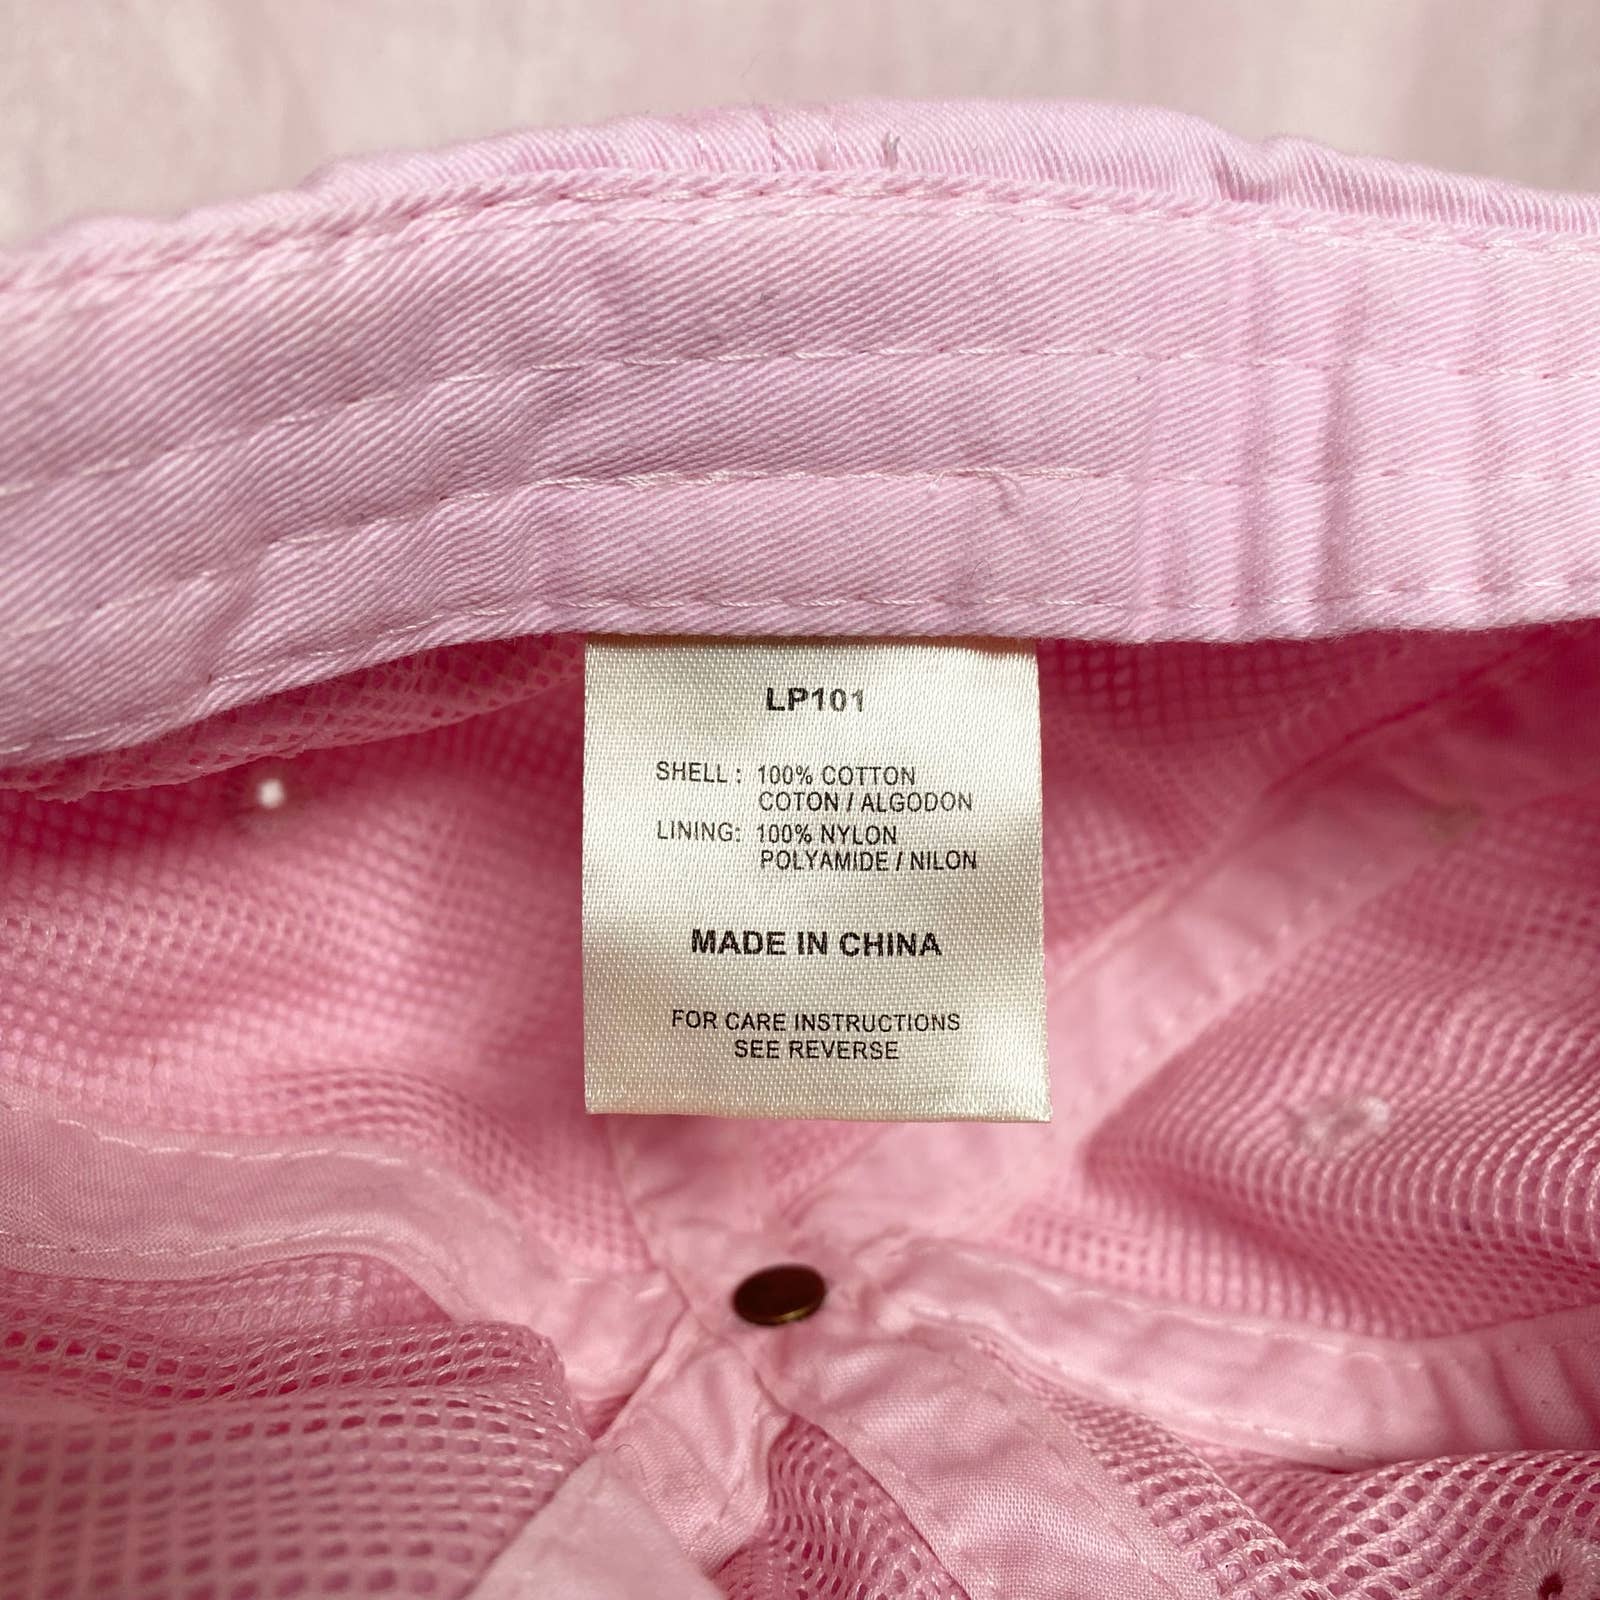 LP101
SHELL : 100% COTTON
COTON / ALGODON
LINING: 100% NYLON
POLYAMIDE / NILON
MADE IN CHINA
FOR CARE INSTRUCTIONS
SEE REVERSE